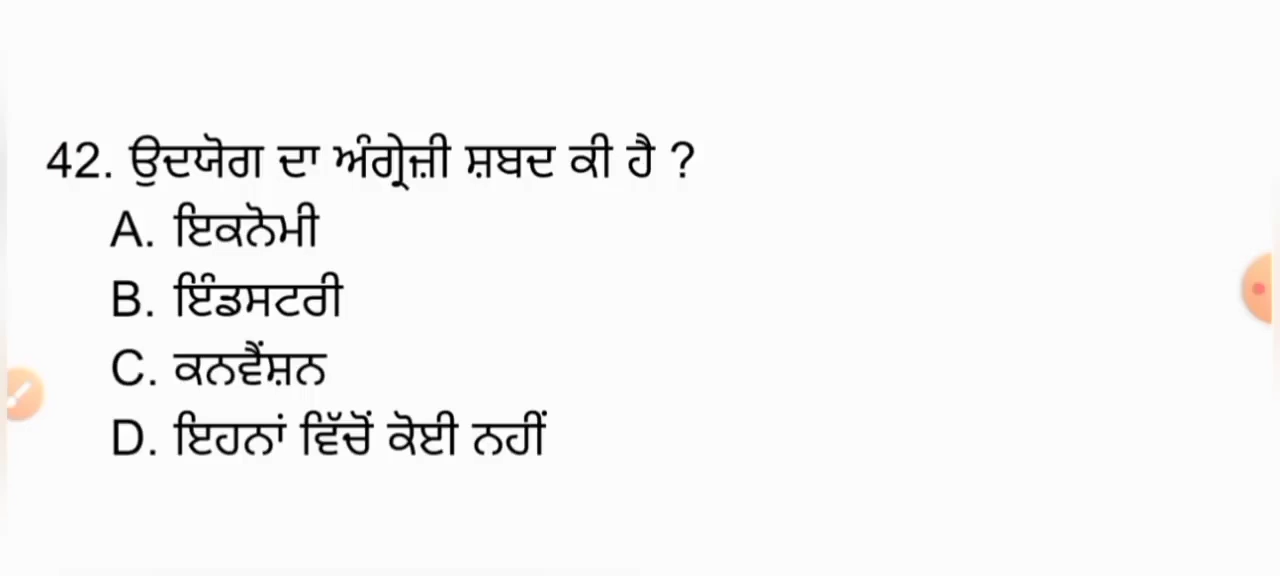 42. ਉਦਯੋਗ ਦਾ ਅੰਗ੍ਰੇਜ਼ੀ ਸ਼ਬਦ ਕੀ ਹੈ ?
A. ਇਕਨੋਮੀ
B. ਇੰਡਸਟਰੀ
C. ਕਨਵੈਂਸ਼ਨ
D. ਇਹਨਾਂ ਵਿੱਚੋਂ ਕੋਈ ਨਹੀਂ